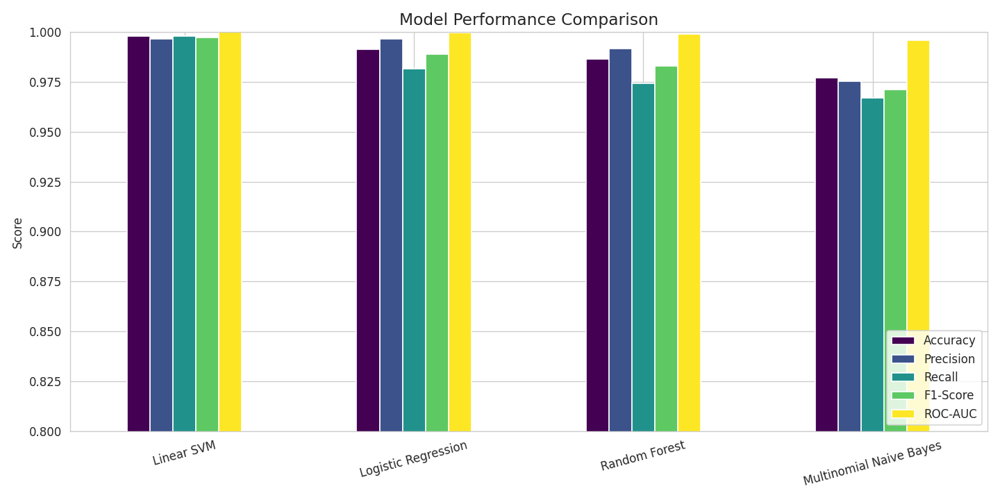 Model Performance Comparison
1.000
0.975
0.950
0.925
0.900
0.875
0.850
0.825
0.800
Score
Linear SVM
Logistic Regression
Random Forest
Multinomial Naive Bayes
Accuracy
Precision
Recall
F1-Score
ROC-AUC